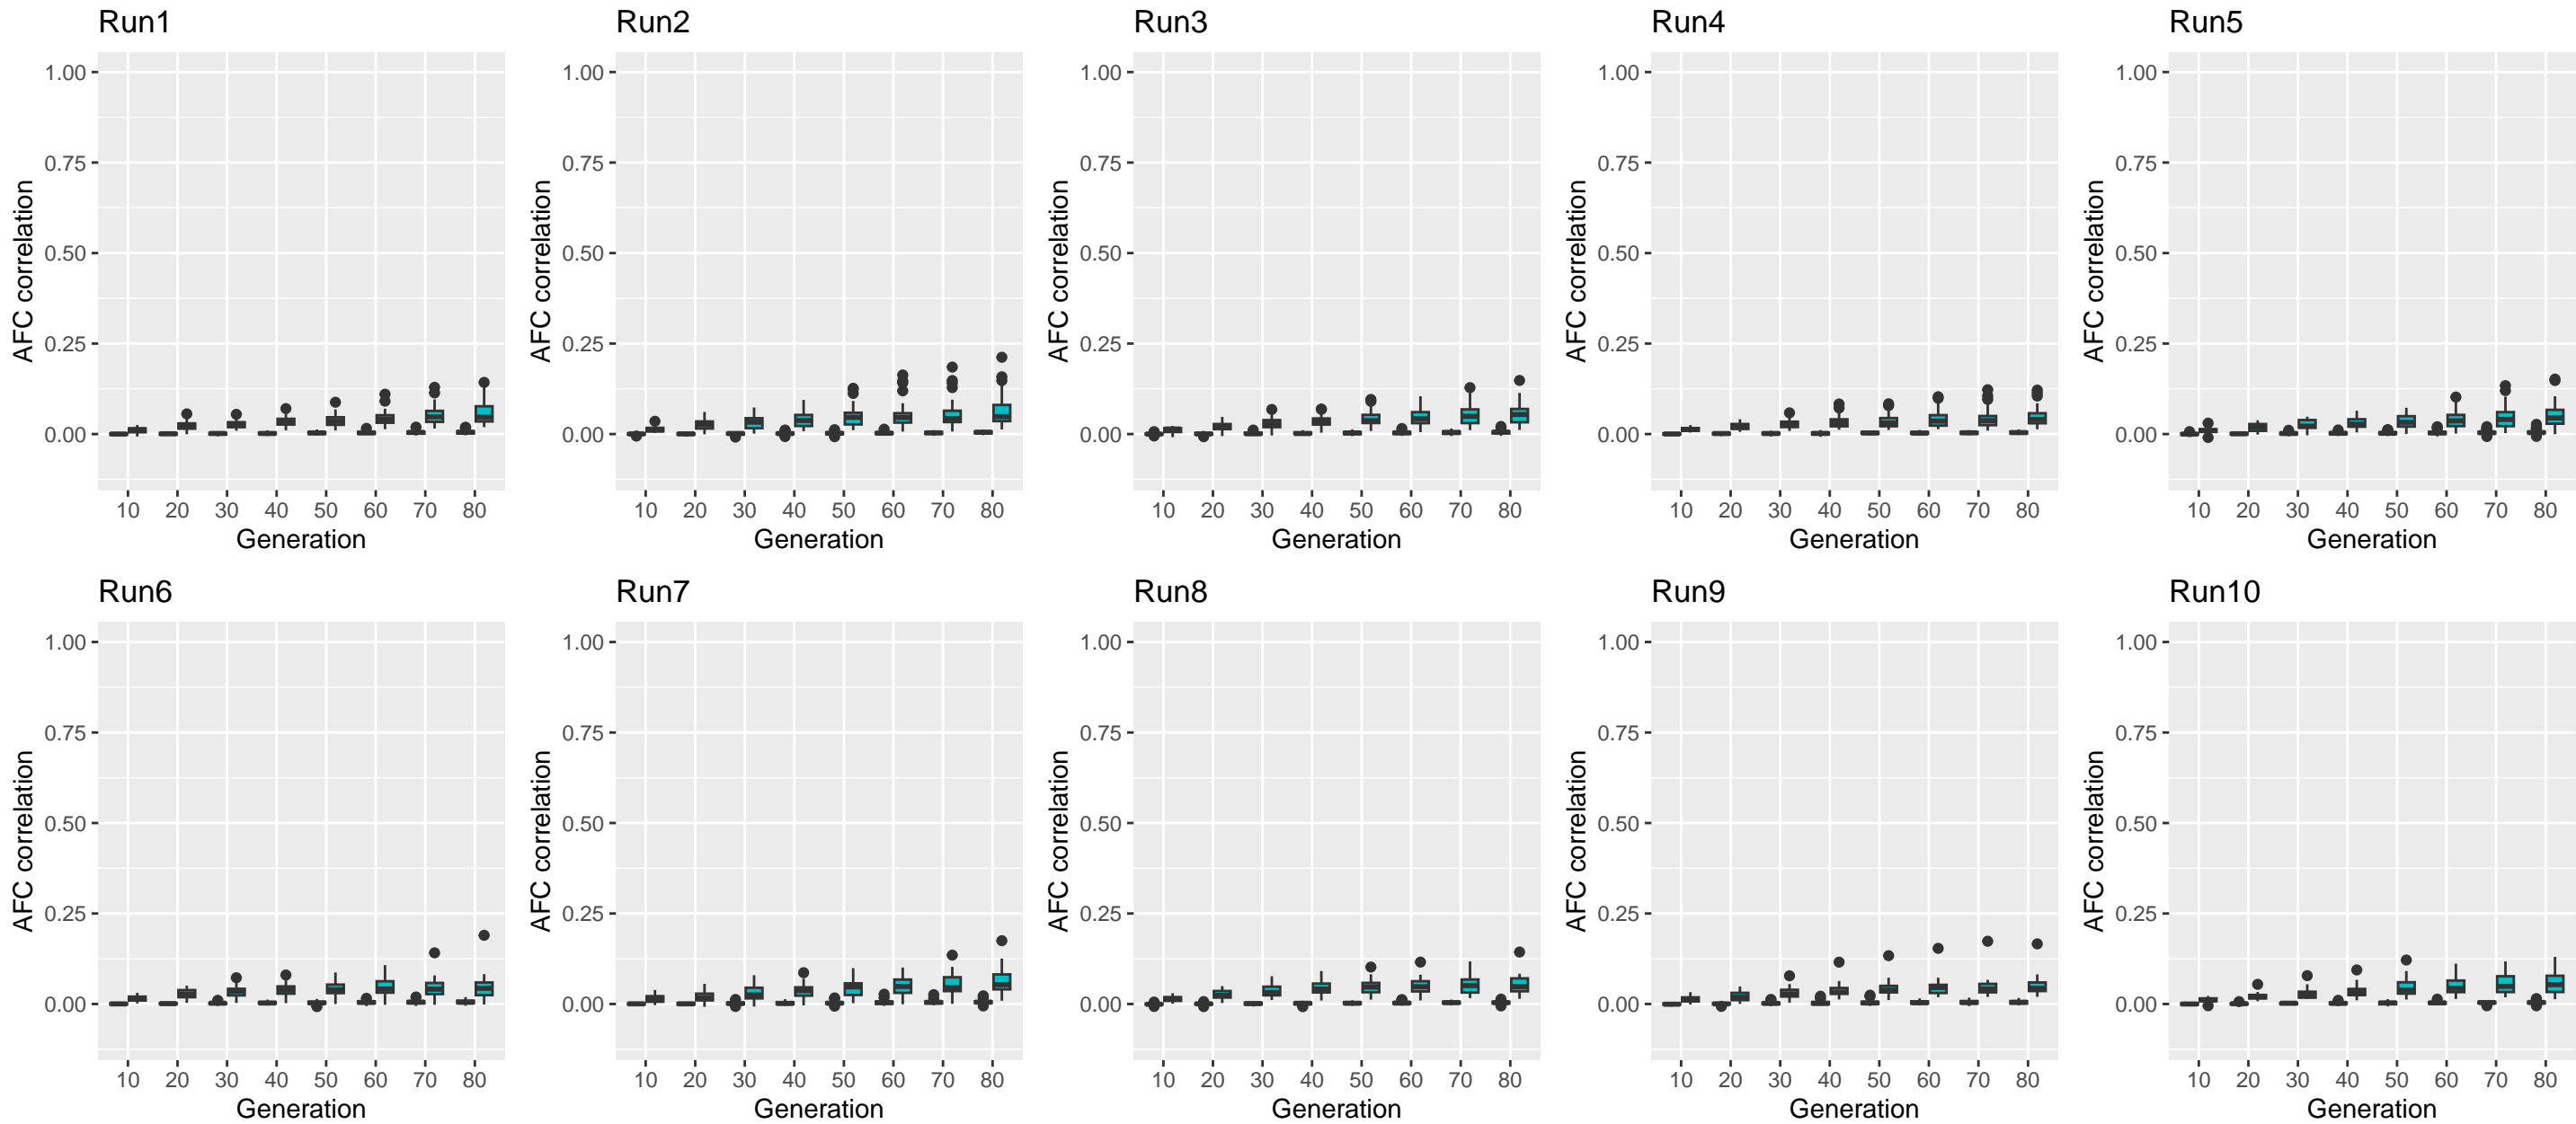 Run1 Run2 Run3 Run4 Run5
1.00 1.00 1.00 1.00 1.00
0.75 0.75 0.75 0.75 0.75
AFC correlation AFC correlation AFC correlation AFC correlation AFC correlation
0.50 0.50 0.50 0.50 0.50
0.25 0.25 0.25 0.25 0.25
0.00 0.00 0.00 0.00 0.00
10 20 30 40 50 60 70 80 10 20 30 40 50 60 70 80 10 20 30 40 50 60 70 80 10 20 30 40 50 60 70 80 10 20 30 40 50 60 70 80
Generation Generation Generation Generation Generation
Run6 Run7 Run8 Run9 Run10
1.00 1.00 1.00 1.00 1.00
0.75 0.75 0.75 0.75 0.75
AFC correlation AFC correlation AFC correlation AFC correlation AFC correlation
0.50 0.50 0.50 0.50 0.50
0.25 0.25 0.25 0.25 0.25
0.00 0.00 0.00 0.00 0.00
10 20 30 40 50 60 70 80 10 20 30 40 50 60 70 80 10 20 30 40 50 60 70 80 10 20 30 40 50 60 70 80 10 20 30 40 50 60 70 80
Generation Generation Generation Generation Generation